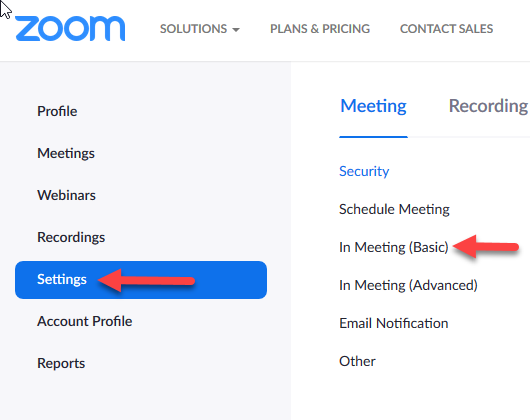 zoom SOLUTIONS PLANS & PRICING CONTACT SALES
Profile
Meetings
Webinars
Recordings
Settings
Account Profile
Reports
Meeting Recording
Security
Schedule Meeting
In Meeting (Basic)
In Meeting (Advanced)
Email Notification
Other